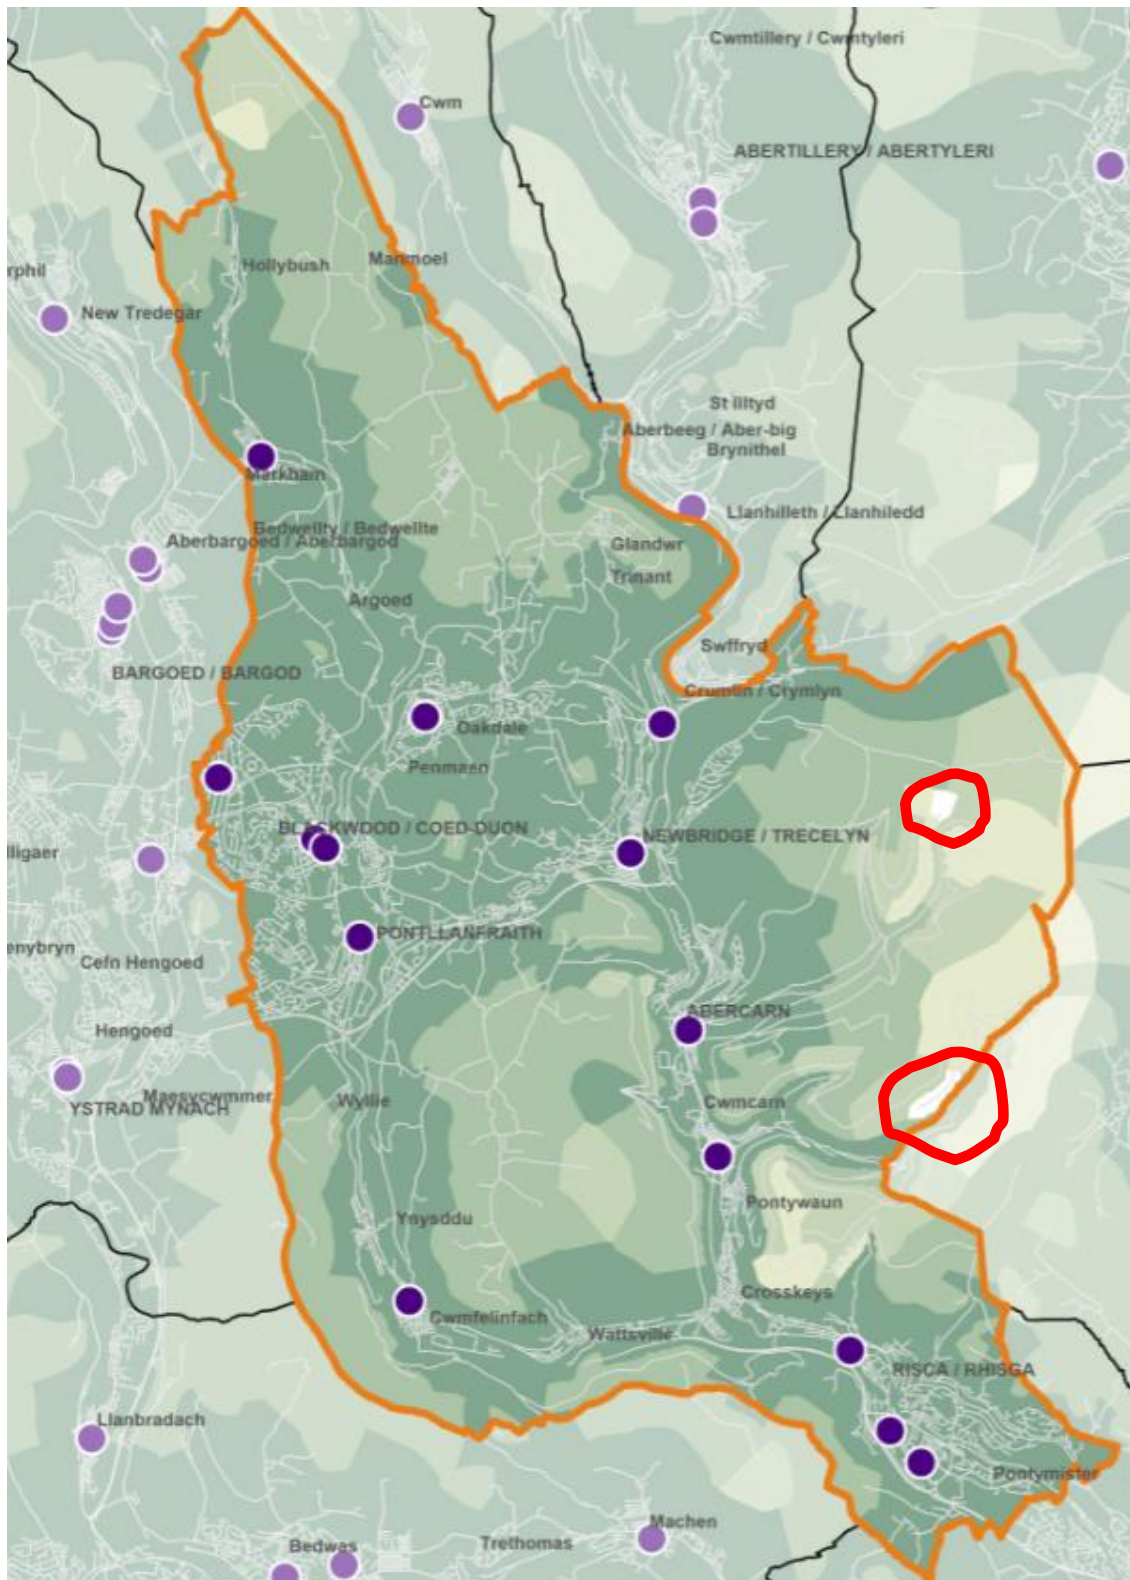 Cwmtillery / Cwmtyleri
Cwm
ABERTILLERY / ABERTYLERI
Hollybush
Manmoel
rphil
New Tredegar
St Illtyd
Aberbeeg / Aber-big
Brynithel
Markham
Llanhilleth / Llanhiledd
Bedwellty / Bedwellte
Aberbargoed / Aberbargod
Glandwr
Trinant
Argoed
Swffryd
BARGOED / BARGOD
Crumlin / Crymlyn
Oakdale
Penmaen
BLACKWOOD / COED-DUON
NEWBRIDGE / TRECELYN
lligaer
PONTLLANFRAITH
enybryn
Cefn Hengoed
ABERCARN
Hengoed
Maesycwmmer
YSTRAD MYNACH
Wyllie
Cwmcarn
Pontywaun
Ynysddu
Crosskeys
Cwmfelinfach
Wattsville
RISCA / RHISGA
Llanbradach
Pontymister
Machen
Bedwas
Trethomas